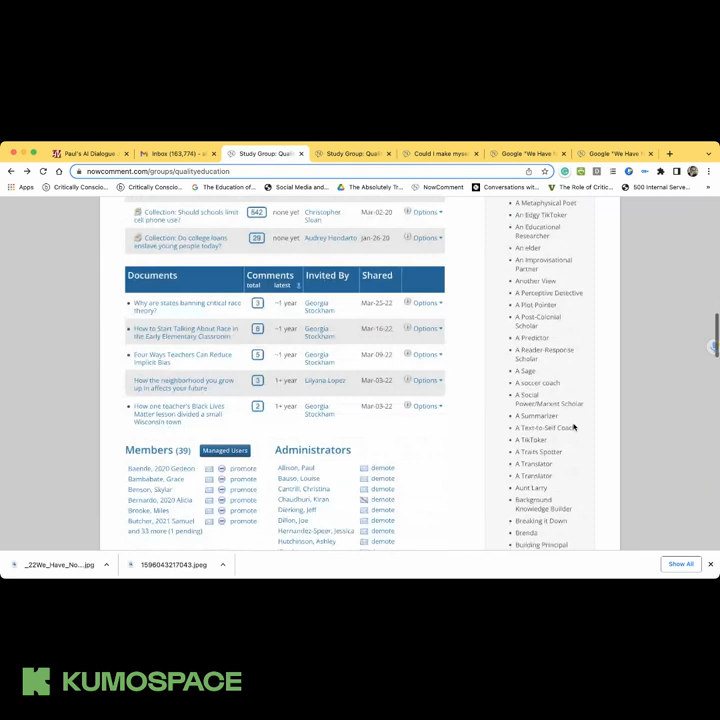 Paul's AI Dialogue
Inbox (163,774) – al
Study Group: Quali
Study Group: Quali
Could I make myse
Google "We Have N
Google "We Have N
nowcomment.com/groups/qualityeducation
Apps
Critically Conscio...
Critically Conscio...
The Education of...
Social Media and...
The Absolutely Tr...
NowComment
Conversations wit...
The Role of Critic...
500 Internal Serve...
Collection: Should schools limit
cell phone use?
642
none yet
Christopher
Sloan
Mar-02-20
Options
Collection: Do college loans
enslave young people today?
29
none yet
Audrey Hendarto
Jan-26-20
Options
Documents
Comments
total latest
Invited By
Shared
Why are states banning critical race
theory?
3
~1 year
Georgia
Stockham
Mar-25-22
Options
How to Start Talking About Race in
the Early Elementary Classroom
8
~1 year
Georgia
Stockham
Mar-16-22
Options
Four Ways Teachers Can Reduce
Implicit Bias
5
~1 year
Georgia
Stockham
Mar-09-22
Options
How the neighborhood you grow
up in affects your future
3
1+ year
Lilyana Lopez
Mar-03-22
Options
How one teacher's Black Lives
Matter lesson divided a small
Wisconsin town
2
1+ year
Georgia
Stockham
Mar-03-22
Options
Members (39)
Managed Users
Baende, 2020 Gedeon promote
Bambabate, Grace promote
Benson, Skylar promote
Bernardo, 2020 Alicia promote
Brooke, Miles promote
Butcher, 2021 Samuel promote
and 33 more (1 pending)
Administrators
Allison, Paul demote
Bauso, Louise demote
Cantrill, Christina demote
Chaudhuri, Kiran demote
Dierking, Jeff demote
Dillon, Joe demote
Hernandez-Spear, Jessica demote
Hutchinson, Ashley demote
A Metaphysical Poet
An Edgy TikToker
An Educational
Researcher
An elder
An Improvisational
Partner
Another View
A Perceptive Detective
A Plot Pointer
A Post-Colonial
Scholar
A Predictor
A Reader-Response
Scholar
A Sage
A soccer coach
A Social
Power/Marxist Scholar
A Summarizer
A Text-to-Self Coach
A TikToker
A Traits Spotter
A Translator
A Translator
Aunt Larry
Background
Knowledge Builder
Breaking it Down
Brenda
Building Principal
_22We_Have_No....jpg
1596043217043.jpeg
Show All
KUMOSPACE